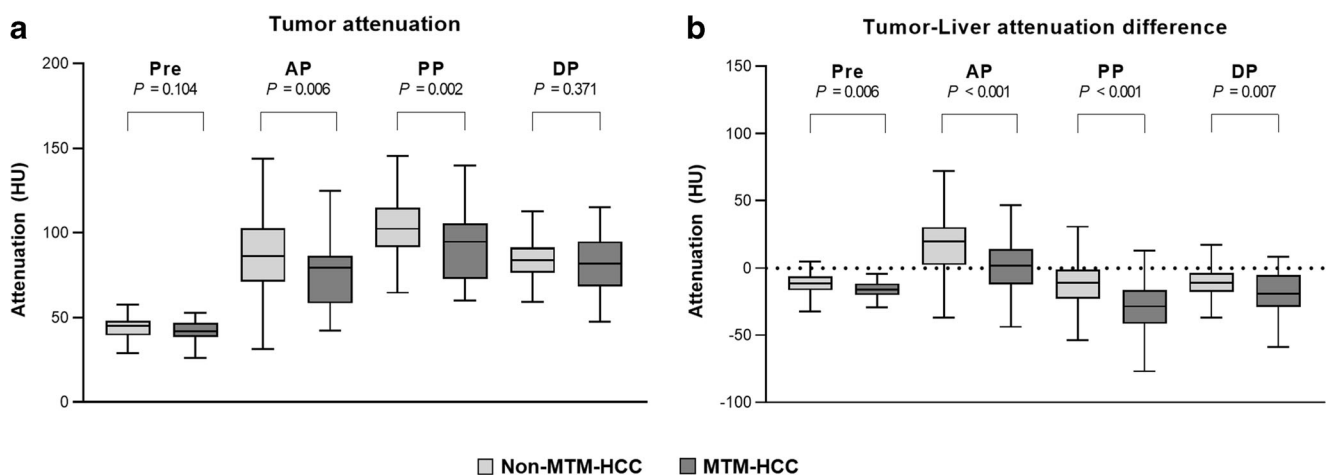 a
Tumor attenuation
200
150
100
50
0
Attenuation (HU)
Pre
P = 0.104
AP
P = 0.006
PP
P = 0.002
DP
P = 0.371
b
Tumor-Liver attenuation difference
150
100
50
0
-50
-100
Attenuation (HU)
Pre
P = 0.006
AP
P < 0.001
PP
P < 0.001
DP
P = 0.007
Non-MTM-HCC
MTM-HCC